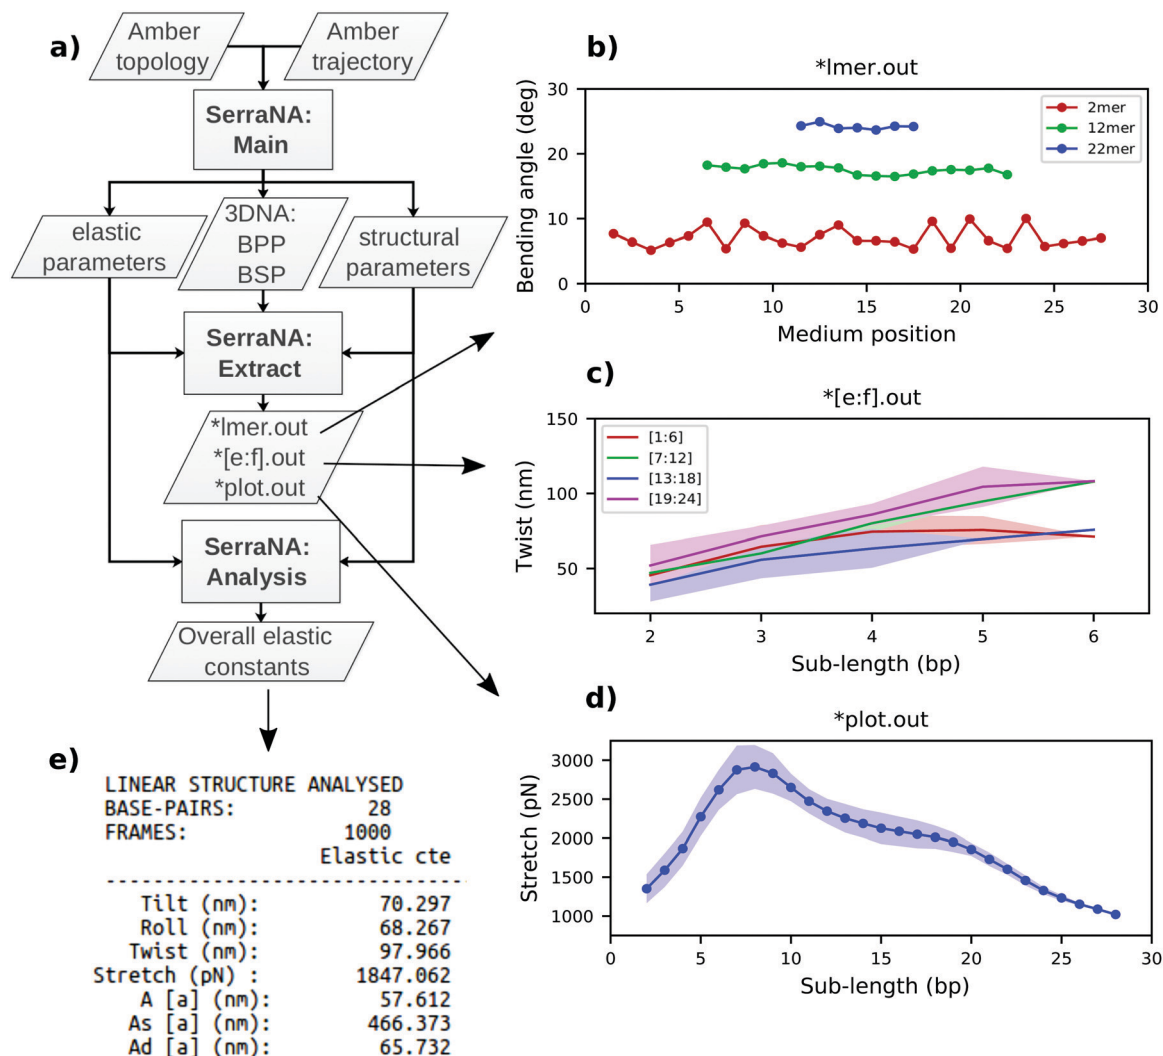 a)
Amber
topology
Amber
trajectory
SerraNA:
Main
elastic
parameters
3DNA:
BPP
BSP
structural
parameters
SerraNA:
Extract
*lmer.out
*[e:f].out
*plot.out
SerraNA:
Analysis
Overall elastic
constants
b)
*lmer.out
Bending angle (deg)
30
20
10
0
2mer
12mer
22mer
0 5 10 15 20 25 30
Medium position
c)
*[e:f].out
Twist (nm)
150
100
50
[1:6]
[7:12]
[13:18]
[19:24]
2 3 4 5 6
Sub-length (bp)
d)
*plot.out
Stretch (pN)
3000
2500
2000
1500
1000
0 5 10 15 20 25 30
Sub-length (bp)
e)
LINEAR STRUCTURE ANALYSED
BASE-PAIRS: 28
FRAMES: 1000
Elastic cte
--------------------------------
Tilt (nm): 70.297
Roll (nm): 68.267
Twist (nm): 97.966
Stretch (pN) : 1847.062
A [a] (nm): 57.612
As [a] (nm): 466.373
Ad [a] (nm): 65.732